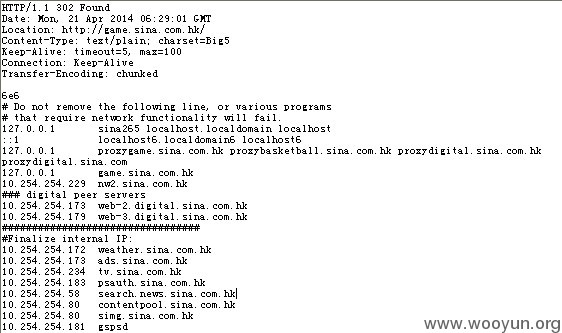 HTTP/1.1 302 Found
Date: Mon, 21 Apr 2014 06:29:01 GMT
Location: http://game.sina.com.hk/
Content-Type: text/plain; charset=Big5
Keep-Alive: timeout=5, max=100
Connection: Keep-Alive
Transfer-Encoding: chunked

6e6
# Do not remove the following line, or various programs
# that require network functionality will fail.
127.0.0.1 sina265 localhost.localdomain localhost
::1 localhost6.localdomain6 localhost6
127.0.0.1 proxygame.sina.com.hk proxybasketball.sina.com.hk proxydigital.sina.com.hk
proxydigital.sina.com
127.0.0.1 game.sina.com.hk
10.254.254.229 nw2.sina.com.hk
### digital peer servers
10.254.254.173 web-2.digital.sina.com.hk
10.254.254.179 web-3.digital.sina.com.hk
################################
#Finalize internal IP:
10.254.254.172 weather.sina.com.hk
10.254.254.173 ads.sina.com.hk
10.254.254.234 tv.sina.com.hk
10.254.254.183 psauth.sina.com.hk
10.254.254.58 search.news.sina.com.hk
10.254.254.80 contentpool.sina.com.hk
10.254.254.80 simg.sina.com.hk
10.254.254.181 gspsd
www.wooyun.org